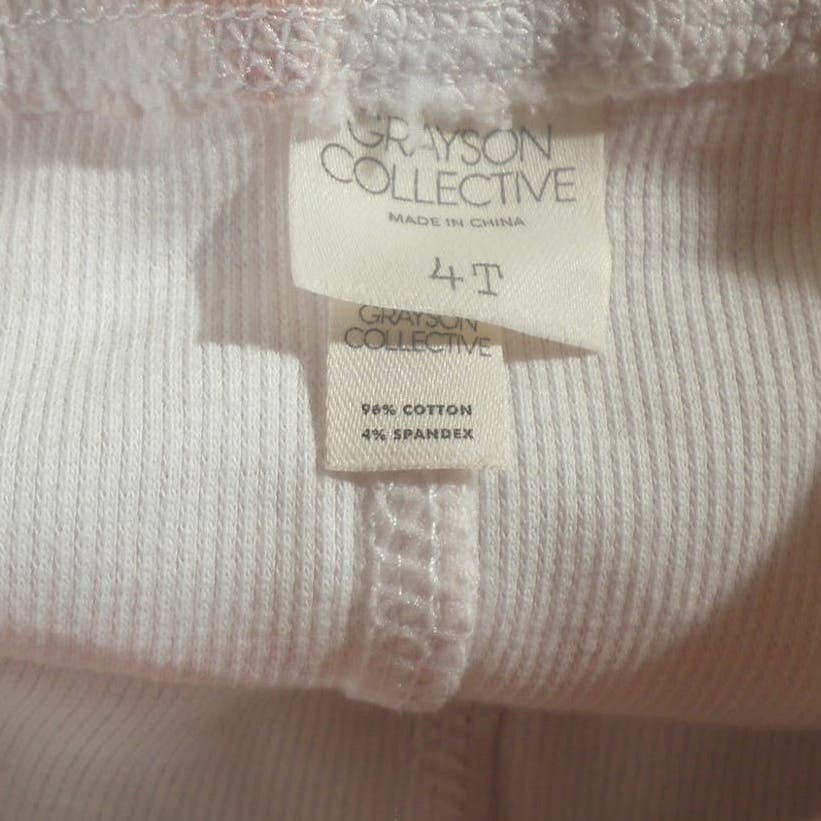 GRAYSON
COLLECTIVE
MADE IN CHINA
4T
GRAYSON
COLLECTIVE
96% COTTON
4% SPANDEX